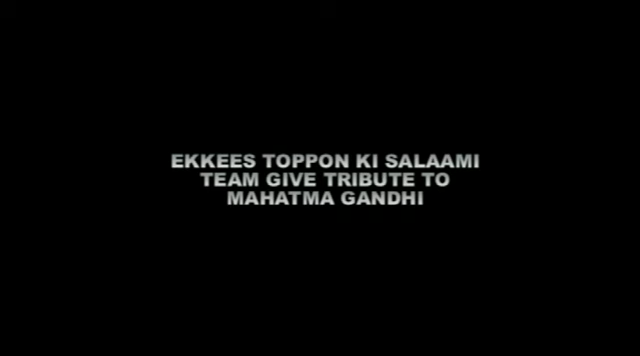 EKKEES TOPPON KI SALAAMI
TEAM GIVE TRIBUTE TO
MAHATMA GANDHI